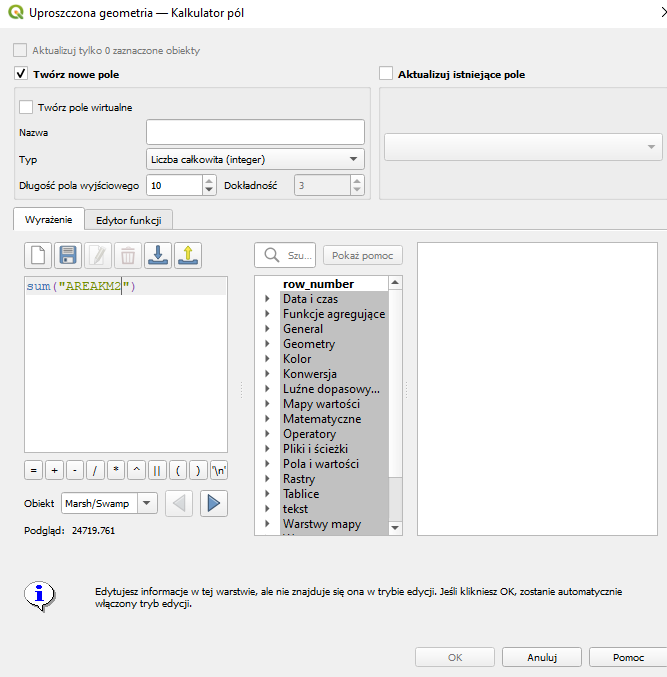 Uproszczona geometria — Kalkulator pól
Aktualizuj tylko 0 zaznaczone obiekty
Twórz nowe pole
Aktualizuj istniejące pole
Twórz pole wirtualne
Nazwa
Typ Liczba całkowita (integer)
Długość pola wyjściowego 10 Dokładność 3
Wyrażenie Edytor funkcji
Szu... Pokaż pomoc
sum("AREAKM2")
row_number
Data i czas
Funkcje agregujące
General
Geometry
Kolor
Konwersja
Luźne dopasowy...
Mapy wartości
Matematyczne
Operatory
Pliki i ścieżki
Pola i wartości
Rastry
Tablice
tekst
Warstwy mapy
= + - / * ^ || ( ) '\n'
Obiekt Marsh/Swamp
Podgląd: 24719.761
Edytujesz informacje w tej warstwie, ale nie znajduje się ona w trybie edycji. Jeśli klikniesz OK, zostanie automatycznie
włączony tryb edycji.
OK Anuluj Pomoc